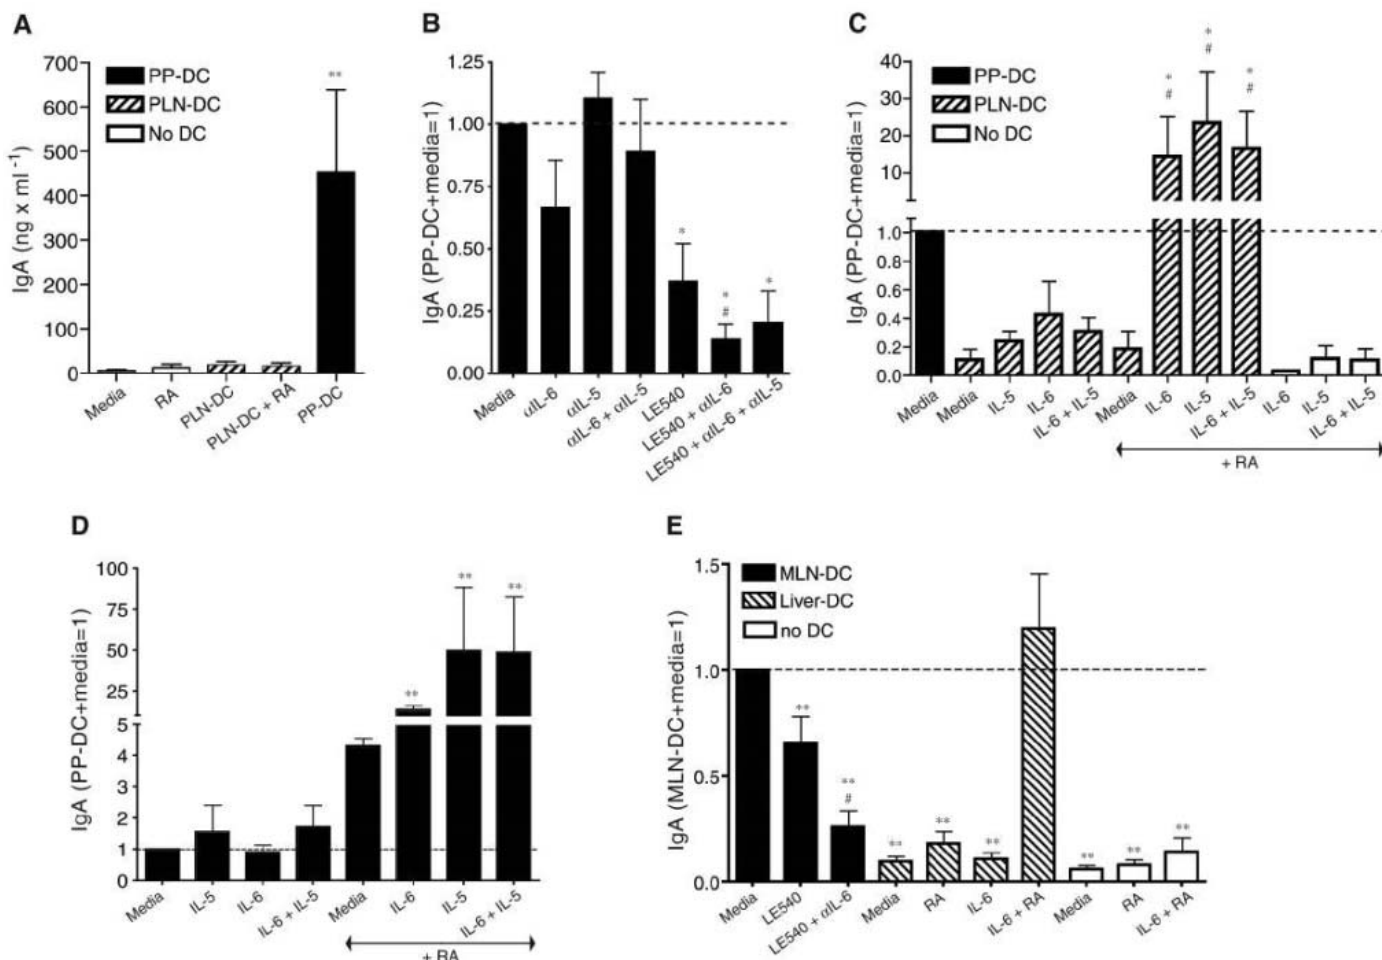 A
IgA (ng x ml -1)
700
600
500
400
300
200
100
0
PP-DC
PLN-DC
No DC
**
Media
RA
PLN-DC
PLN-DC + RA
PP-DC
B
IgA (PP-DC+media=1)
1.25
1.00
0.75
0.50
0.25
0.00
*
*
#
*
Media
αIL-6
αIL-5
αIL-6 + αIL-5
LE540
LE540 + αIL-6
LE540 + αIL-6 + αIL-5
C
IgA (PP-DC+media=1)
40
30
20
10
1.0
0.8
0.6
0.4
0.2
0.0
PP-DC
PLN-DC
No DC
*
#
*
#
*
#
Media
Media
IL-5
IL-6
IL-6 + IL-5
Media
IL-6
IL-5
IL-6 + IL-5
IL-6
IL-5
IL-6 + IL-5
+ RA
D
IgA (PP-DC+media=1)
100
75
50
25
5
4
3
2
1
0
**
**
**
Media
IL-5
IL-6
IL-6 + IL-5
Media
IL-6
IL-5
IL-6 + IL-5
+ RA
E
IgA (MLN-DC+media=1)
1.5
1.0
0.5
0.0
MLN-DC
Liver-DC
no DC
**
**
#
**
**
**
**
**
**
Media
LE540
LE540 + αIL-6
Media
RA
IL-6
IL-6 + RA
Media
RA
IL-6 + RA